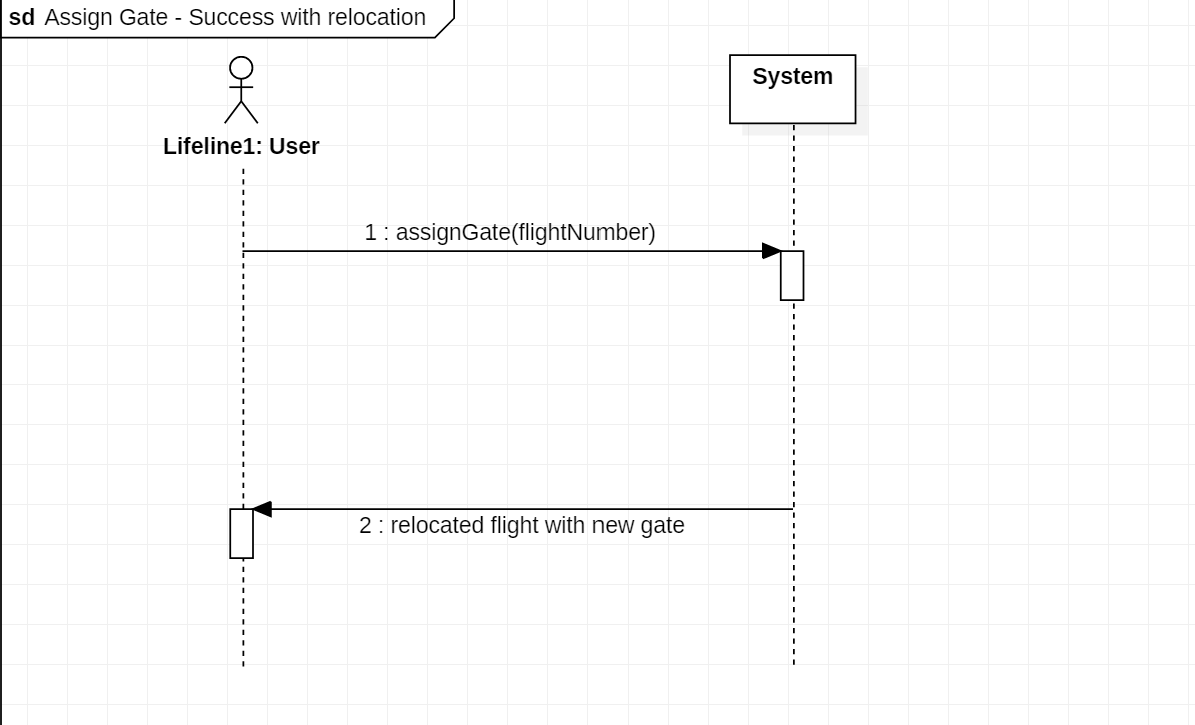 sd Assign Gate - Success with relocation
System
Lifeline1: User
1 : assignGate(flightNumber)
2 : relocated flight with new gate